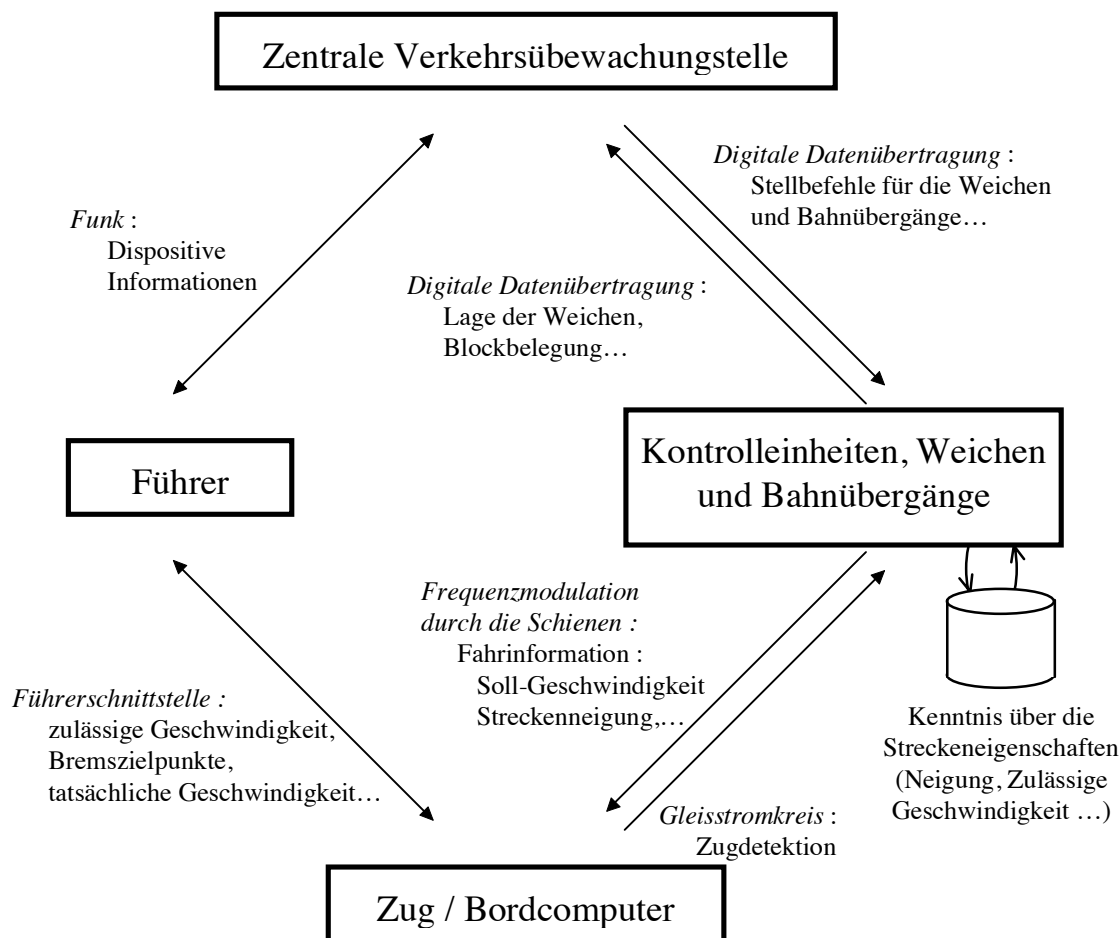 Zentrale Verkehrsübewachungstelle
Digitale Datenübertragung :
Stellbefehle für die Weichen
und Bahnübergänge…
Funk :
Dispositive
Informationen
Digitale Datenübertragung :
Lage der Weichen,
Blockbelegung…
Führer
Kontrolleinheiten, Weichen
und Bahnübergänge
Frequenzmodulation
durch die Schienen :
Fahrinformation :
Soll-Geschwindigkeit
Streckenneigung,…
Führerschnittstelle :
zulässige Geschwindigkeit,
Bremszielpunkte,
tatsächliche Geschwindigkeit…
Kenntnis über die
Streckeneigenschaften
(Neigung, Zulässige
Geschwindigkeit …)
Gleisstromkreis :
Zugdetektion
Zug / Bordcomputer